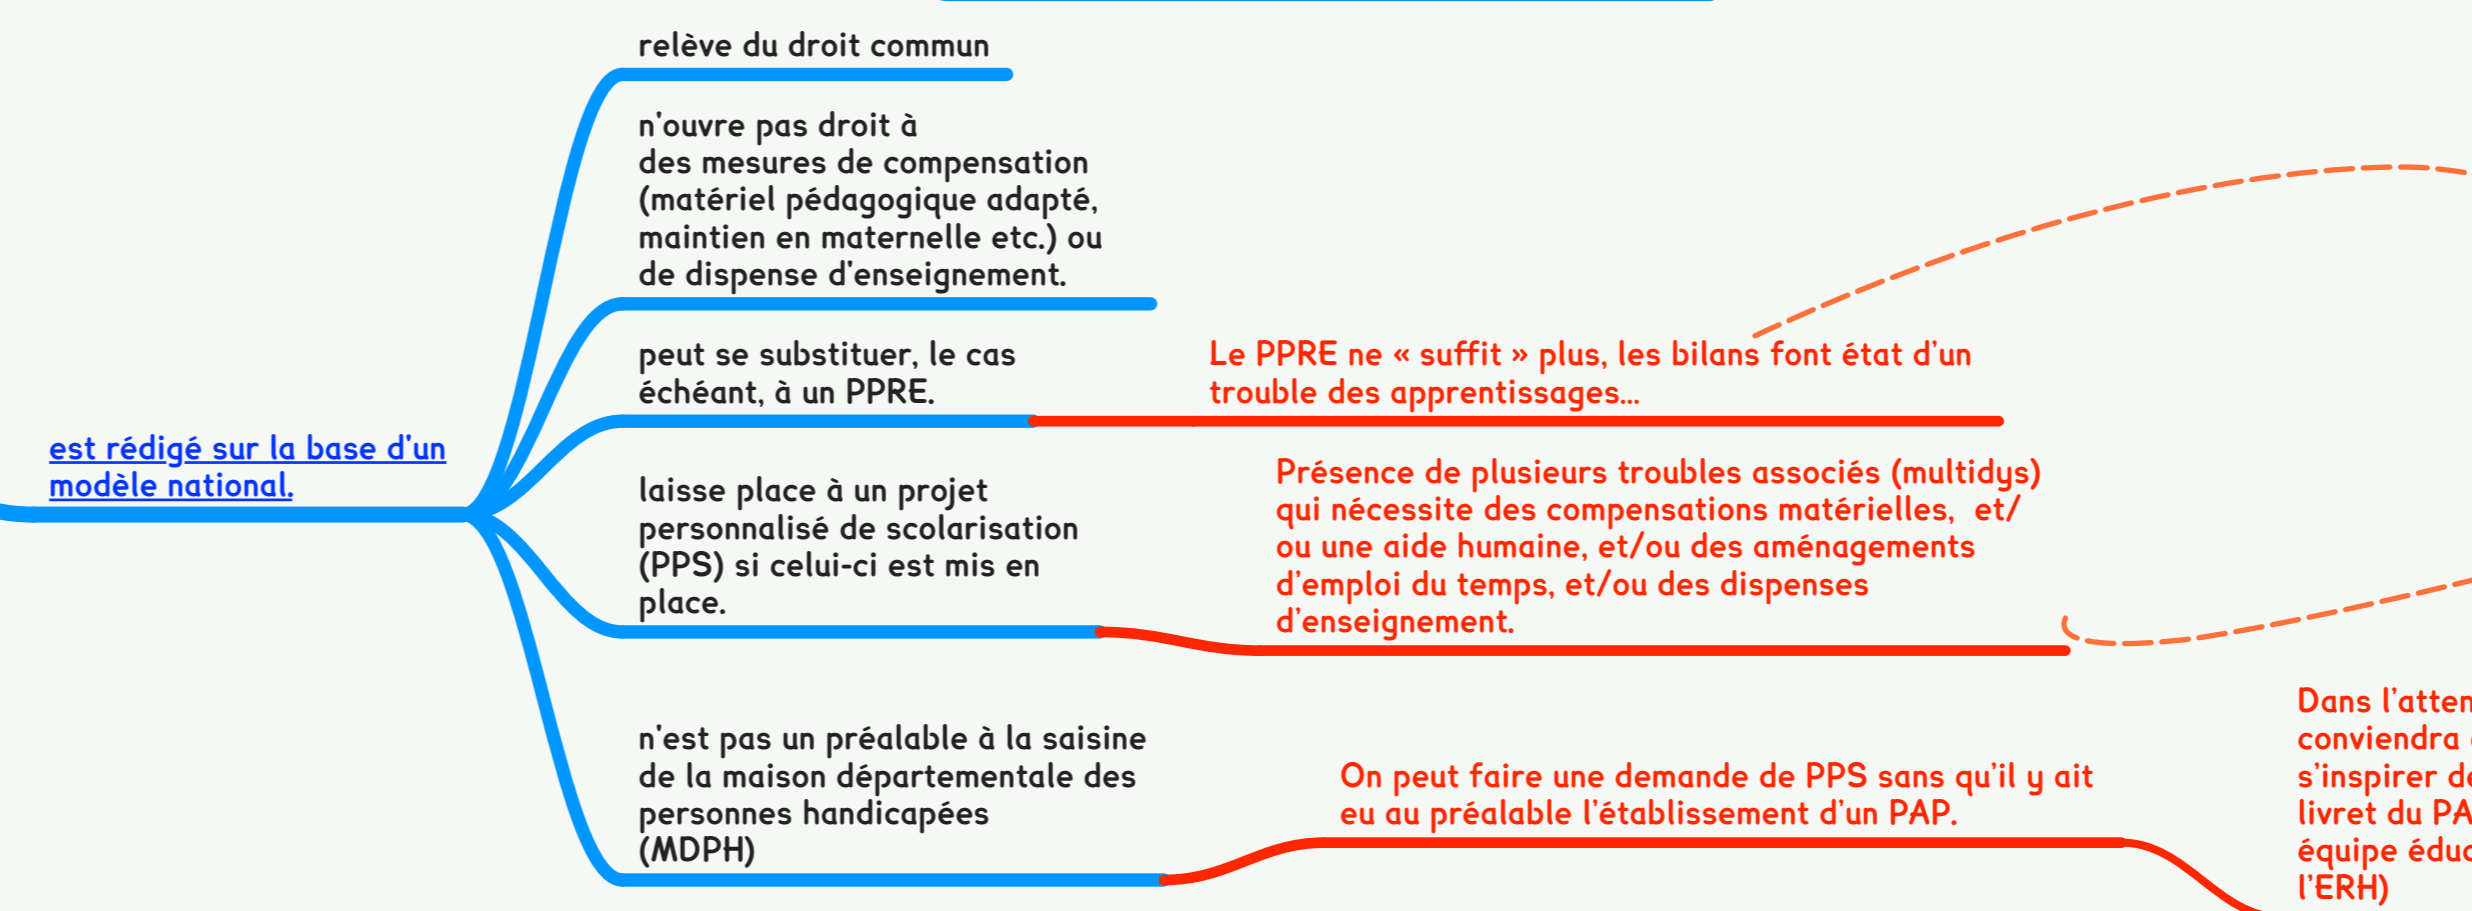 relève du droit commun
n'ouvre pas droit à
des mesures de compensation
(matériel pédagogique adapté,
maintien en maternelle etc.) ou
de dispense d'enseignement.
peut se substituer, le cas
échéant, à un PPRE.
Le PPRE ne « suffit » plus, les bilans font état d’un
trouble des apprentissages...
est rédigé sur la base d'un
modèle national.
laisse place à un projet
personnalisé de scolarisation
(PPS) si celui-ci est mis en
place.
Présence de plusieurs troubles associés (multidys)
qui nécessite des compensations matérielles,  et/
ou une aide humaine, et/ou des aménagements
d’emploi du temps, et/ou des dispenses
d’enseignement.
n'est pas un préalable à la saisine
de la maison départementale des
personnes handicapées
(MDPH)
On peut faire une demande de PPS sans qu’il y ait
eu au préalable l’établissement d’un PAP.
Dans
conviendra
s’inspirer
livret du
équipe
l’ERH)